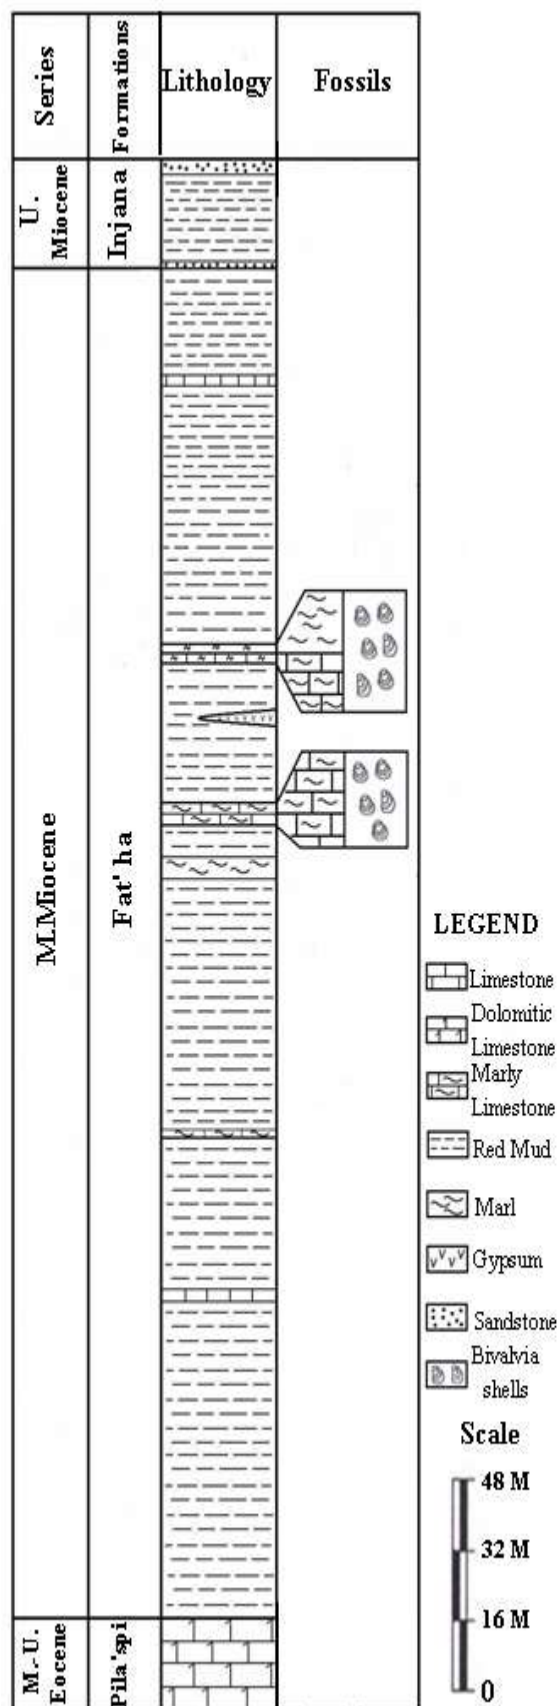 Series
Formations
Lithology
Fossils
U.
Miocene
Injana
M.Miocene
Fat' ha
M.-U.
Eocene
Pila'spi
LEGEND
Limestone
Dolomitic
Limestone
Marly
Limestone
Red Mud
Marl
Gypsum
Sandstone
Bivalvia
shells
Scale
48 M
32 M
16 M
0